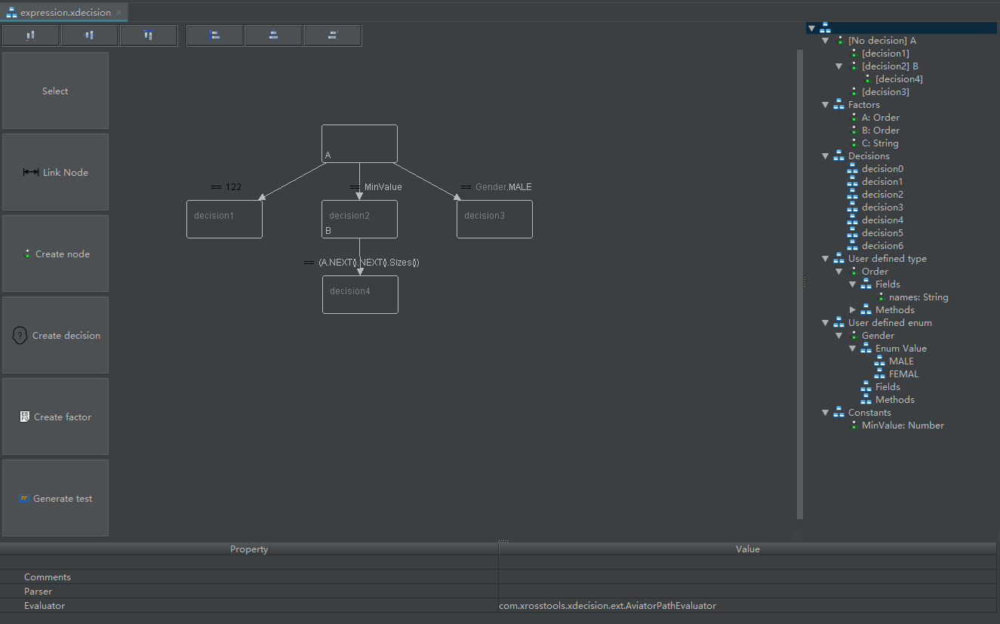 expression.xdecision
Select
Link Node
Create node
Create decision
Create factor
Generate test
A
== 122
== MinValue
== Gender.MALE
decision1
decision2
B
decision3
== (A.NEXT().NEXT().Sizes())
decision4
[No decision] A
[decision1]
[decision2] B
[decision4]
[decision3]
Factors
A: Order
B: Order
C: String
Decisions
decision0
decision1
decision2
decision3
decision4
decision5
decision6
User defined type
Order
Fields
names: String
Methods
User defined enum
Gender
Enum Value
MALE
FEMAL
Fields
Methods
Constants
MinValue: Number
Property Value
Comments
Parser
Evaluator com.xrosstools.xdecision.ext.AviatorPathEvaluator